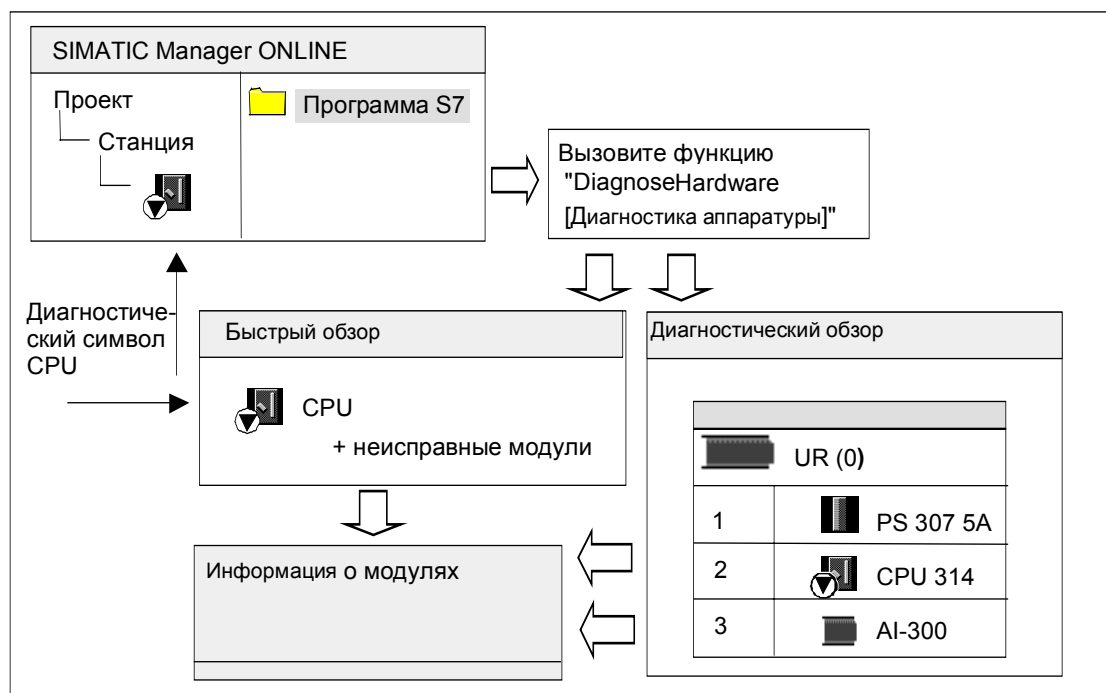 SIMATIC Manager ONLINE
Проект
Станция
Программа S7
Вызовите функцию
"DiagnoseHardware
[Диагностика аппаратуры]"
Диагностиче-
ский символ
CPU
Быстрый обзор
CPU
+ неисправные модули
Диагностический обзор
UR (0)
1 PS 307 5A
2 CPU 314
3 AI-300
Информация о модулях